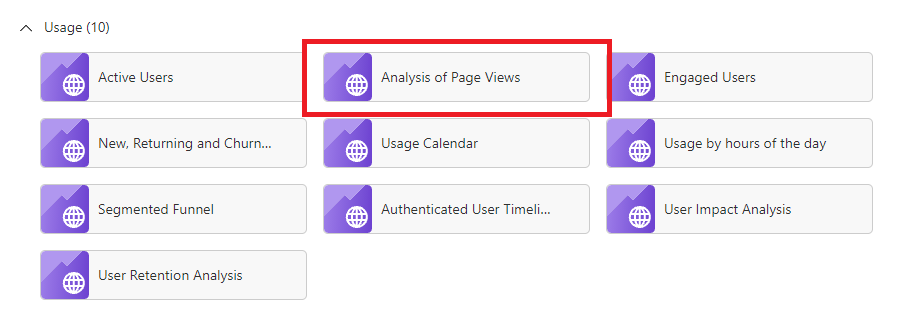 Usage (10)
Active Users
Analysis of Page Views
Engaged Users
New, Returning and Churn...
Usage Calendar
Usage by hours of the day
Segmented Funnel
Authenticated User Timeli...
User Impact Analysis
User Retention Analysis